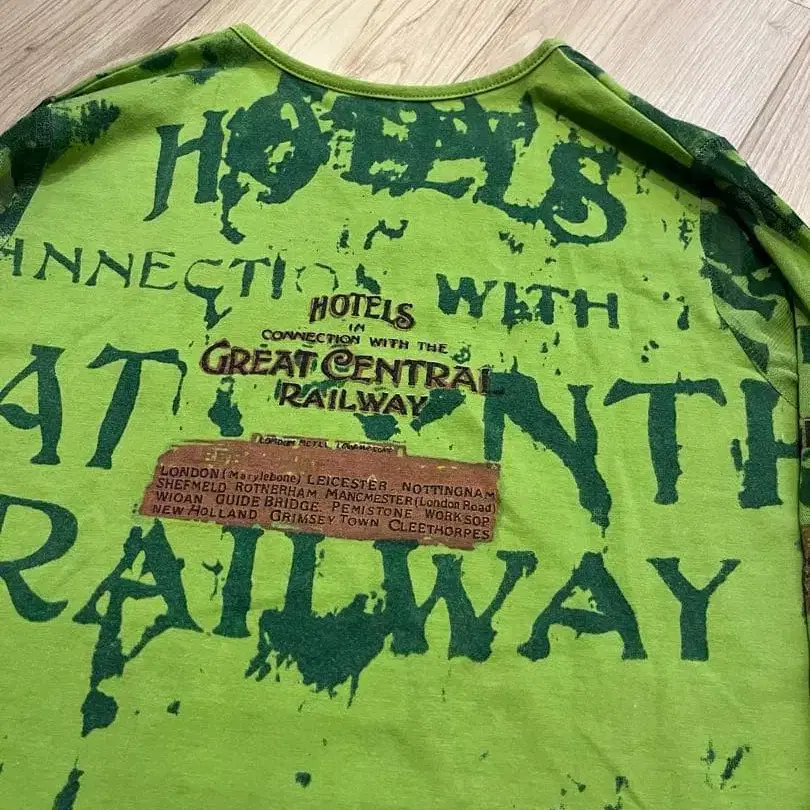 HOTELS
NNECTI WITH
HOTELS
IN
CONNECTION WITH THE
GREAT CENTRAL
RAILWAY
AT NTH
LONDON (Marylebone) LEICESTER NOTTINGNAM
SHEFMELD ROTNERHAM MANCMESTER (London Road)
WIOAN GUIDE BRIDGE PEMISTONE WORKSOP
NEW HOLLAND GRIMSEY TOWN CLEETHORPES
RAILWAY